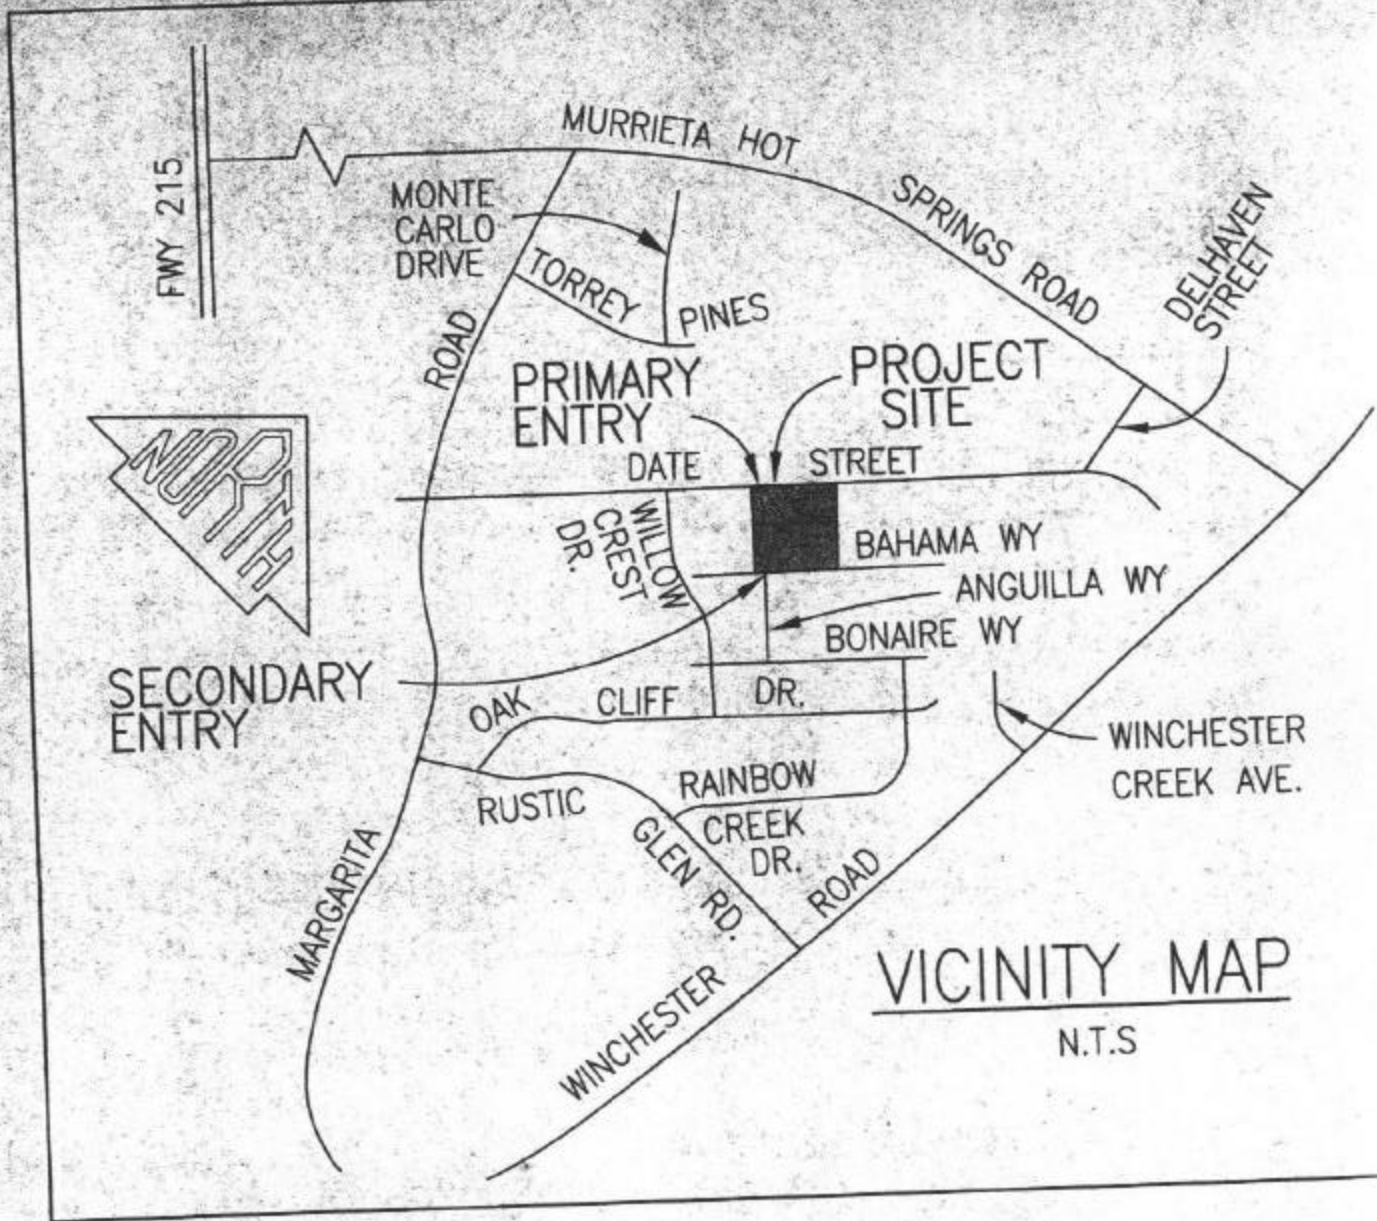 MURRIETA HOT
SPRINGS ROAD
FWY 215
MONTE
CARLO
DRIVE
DELHAVEN
STREET
TORREY
PINES
ROAD
PRIMARY
ENTRY
PROJECT
SITE
NORTH
DATE STREET
WILLOW
CREST
DR.
BAHAMA WY
ANGUILLA WY
BONAIRE WY
SECONDARY
ENTRY
OAK CLIFF DR.
WINCHESTER
CREEK AVE.
RUSTIC
GLEN RD.
RAINBOW
CREEK
DR.
MARGARITA
ROAD
WINCHESTER
VICINITY MAP
N.T.S